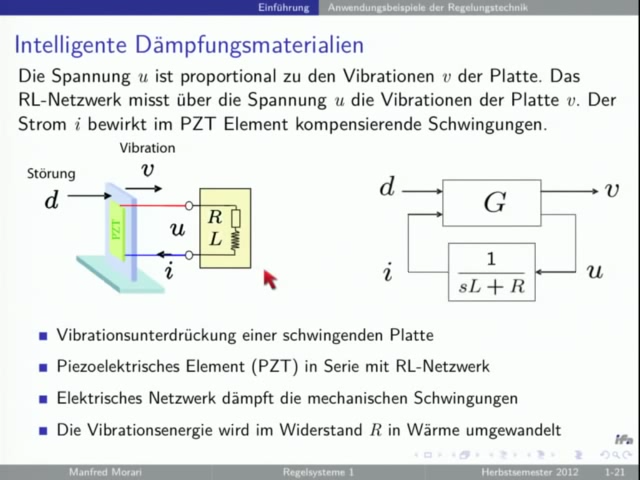 Einführung Anwendungsbeispiele der Regelungstechnik
Intelligente Dämpfungsmaterialien
Die Spannung u ist proportional zu den Vibrationen v der Platte. Das
RL-Netzwerk misst über die Spannung u die Vibrationen der Platte v. Der
Strom i bewirkt im PZT Element kompensierende Schwingungen.
Vibration
v
Störung
d
PZT
u
R
L
i
d
G
v
i
1
sL + R
u
Vibrationsunterdrückung einer schwingenden Platte
Piezoelektrisches Element (PZT) in Serie mit RL-Netzwerk
Elektrisches Netzwerk dämpft die mechanischen Schwingungen
Die Vibrationsenergie wird im Widerstand R in Wärme umgewandelt
Manfred Morari Regelsysteme 1 Herbstsemester 2012 1-21